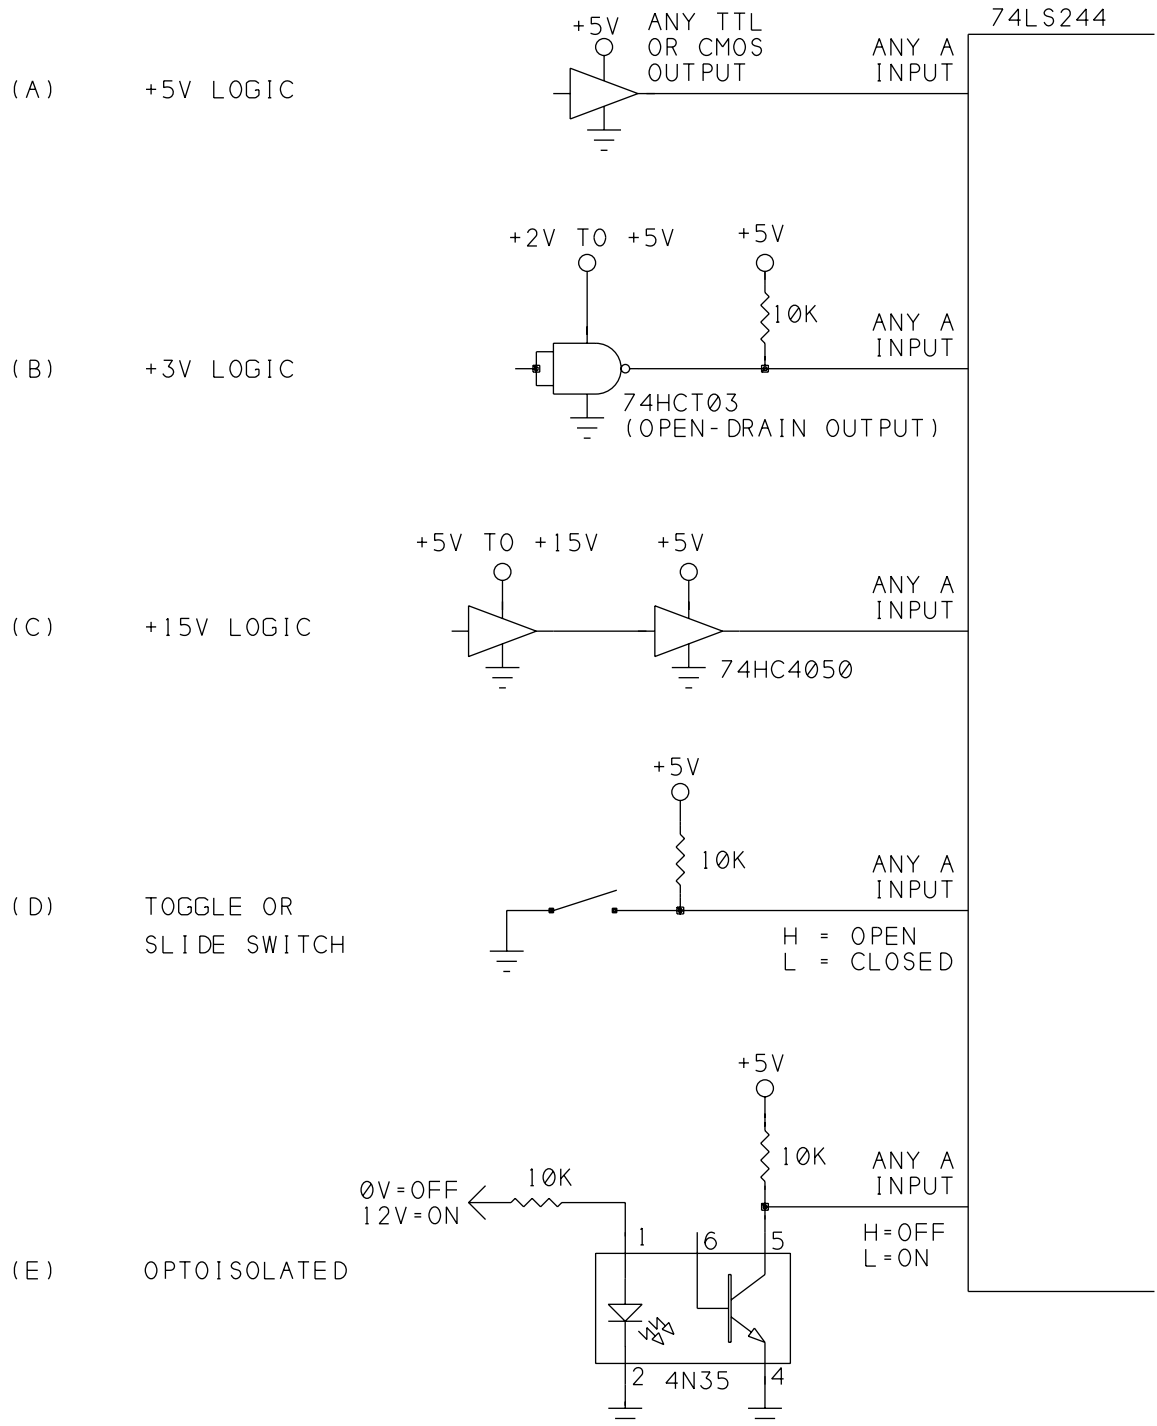 74LS244
+5V
ANY TTL
OR CMOS
OUTPUT
ANY A
INPUT
(A) +5V LOGIC
+2V TO +5V
+5V
10K
ANY A
INPUT
(B) +3V LOGIC
74HCT03
(OPEN-DRAIN OUTPUT)
+5V TO +15V
+5V
ANY A
INPUT
(C) +15V LOGIC
74HC4050
+5V
10K
ANY A
INPUT
(D) TOGGLE OR
SLIDE SWITCH
H = OPEN
L = CLOSED
+5V
10K
ANY A
INPUT
10K
0V=OFF
12V=ON
H=OFF
L=ON
1 6 5
(E) OPTOISOLATED
2 4N35 4